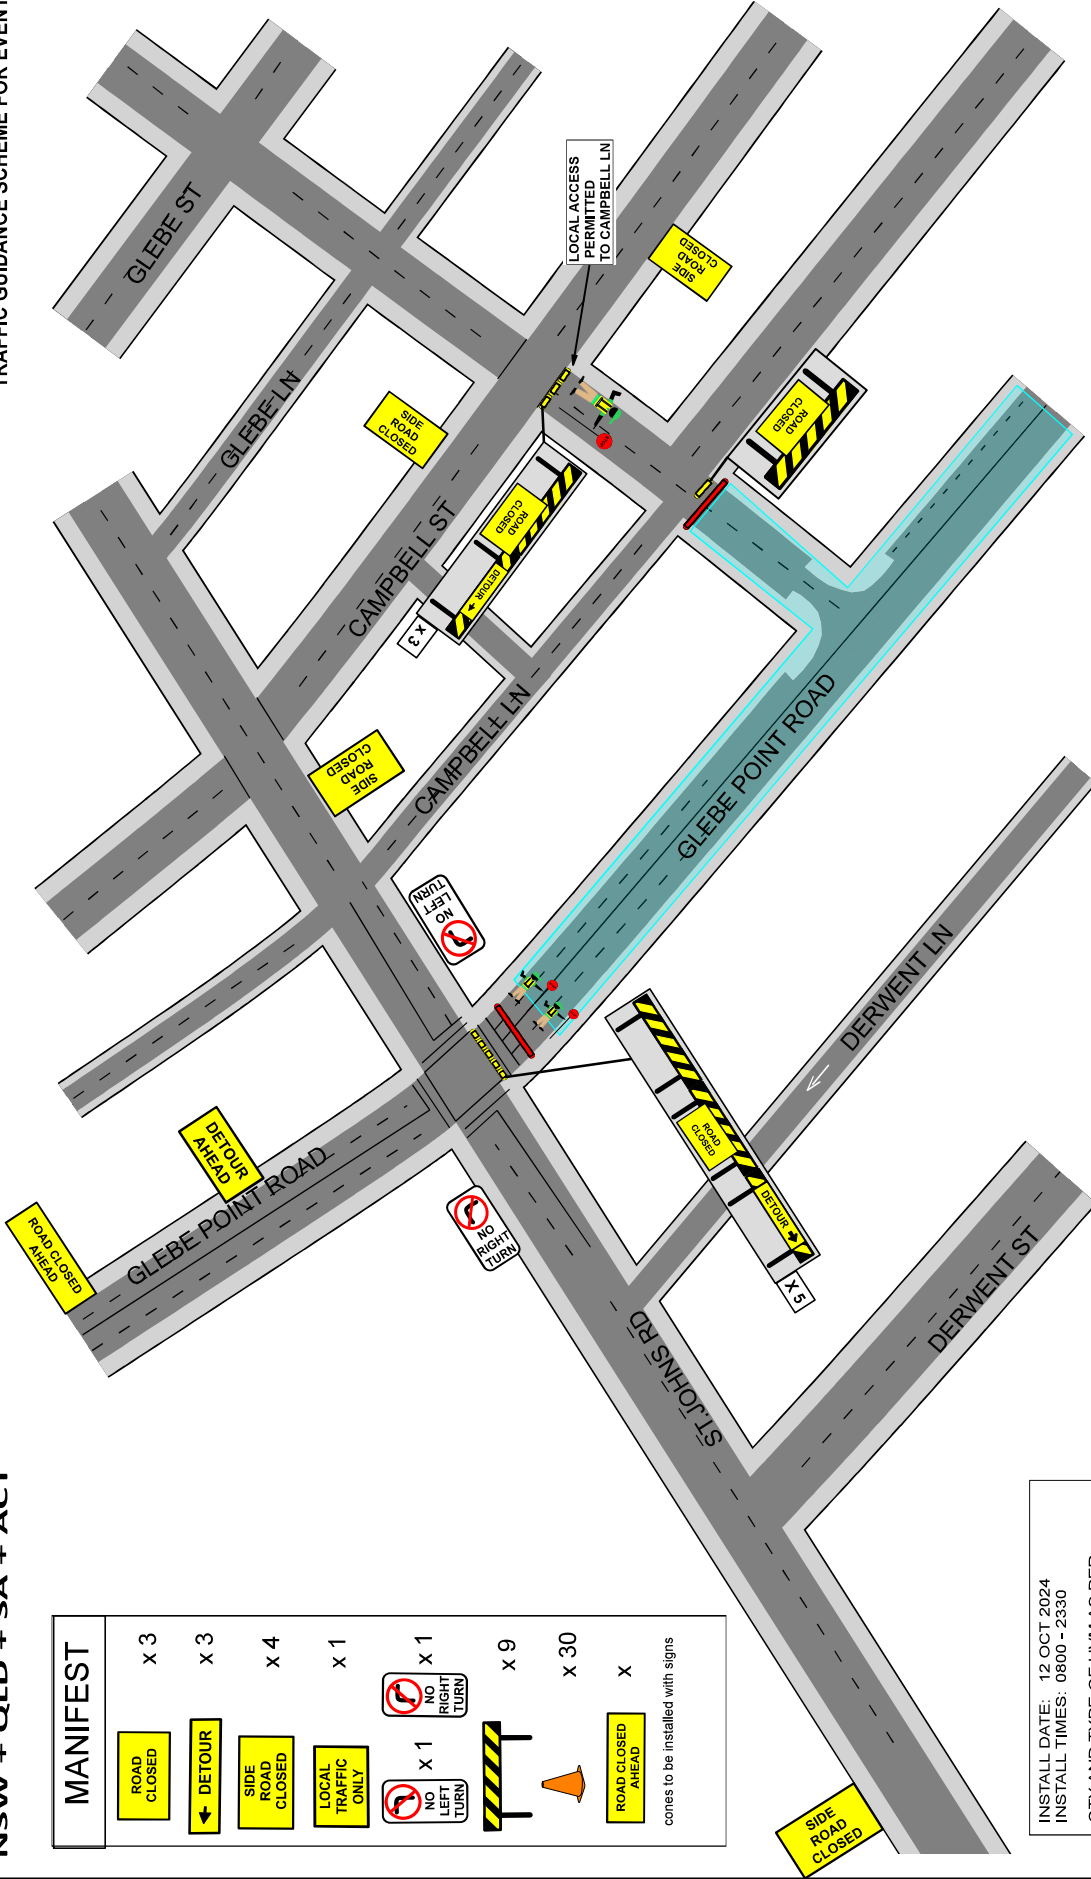 TRAFFIC GUIDANCE SCHEME FOR EVENT
NSW + QLD + SA + ACT
GLEBE ST
GLEBE LN
LOCAL ACCESS
PERMITTED
TO CAMPBELL LN
SIDE
ROAD
CLOSED
SIDE
ROAD
CLOSED
CAMPBELL ST
ROAD
CLOSED
DETOUR
X 3
ROAD
CLOSED
SIDE
ROAD
CLOSED
CAMPBELL LN
NO
LEFT
TURN
GLEBE POINT ROAD
DERWENT LN
DETOUR
AHEAD
ROAD CLOSED
AHEAD
GLEBE POINT ROAD
NO
RIGHT
TURN
ROAD
CLOSED
DETOUR
X 5
ST JOHNS RD
DERWENT ST
SIDE
ROAD
CLOSED
MANIFEST
ROAD
CLOSED
x 3
DETOUR
x 3
SIDE
ROAD
CLOSED
x 4
LOCAL
TRAFFIC
ONLY
x 1
NO
LEFT
TURN
x 1
NO
RIGHT
TURN
x 1
x 9
x 30
ROAD CLOSED
AHEAD
x
cones to be installed with signs
INSTALL DATE: 12 OCT 2024
INSTALL TIMES: 0800 - 2330